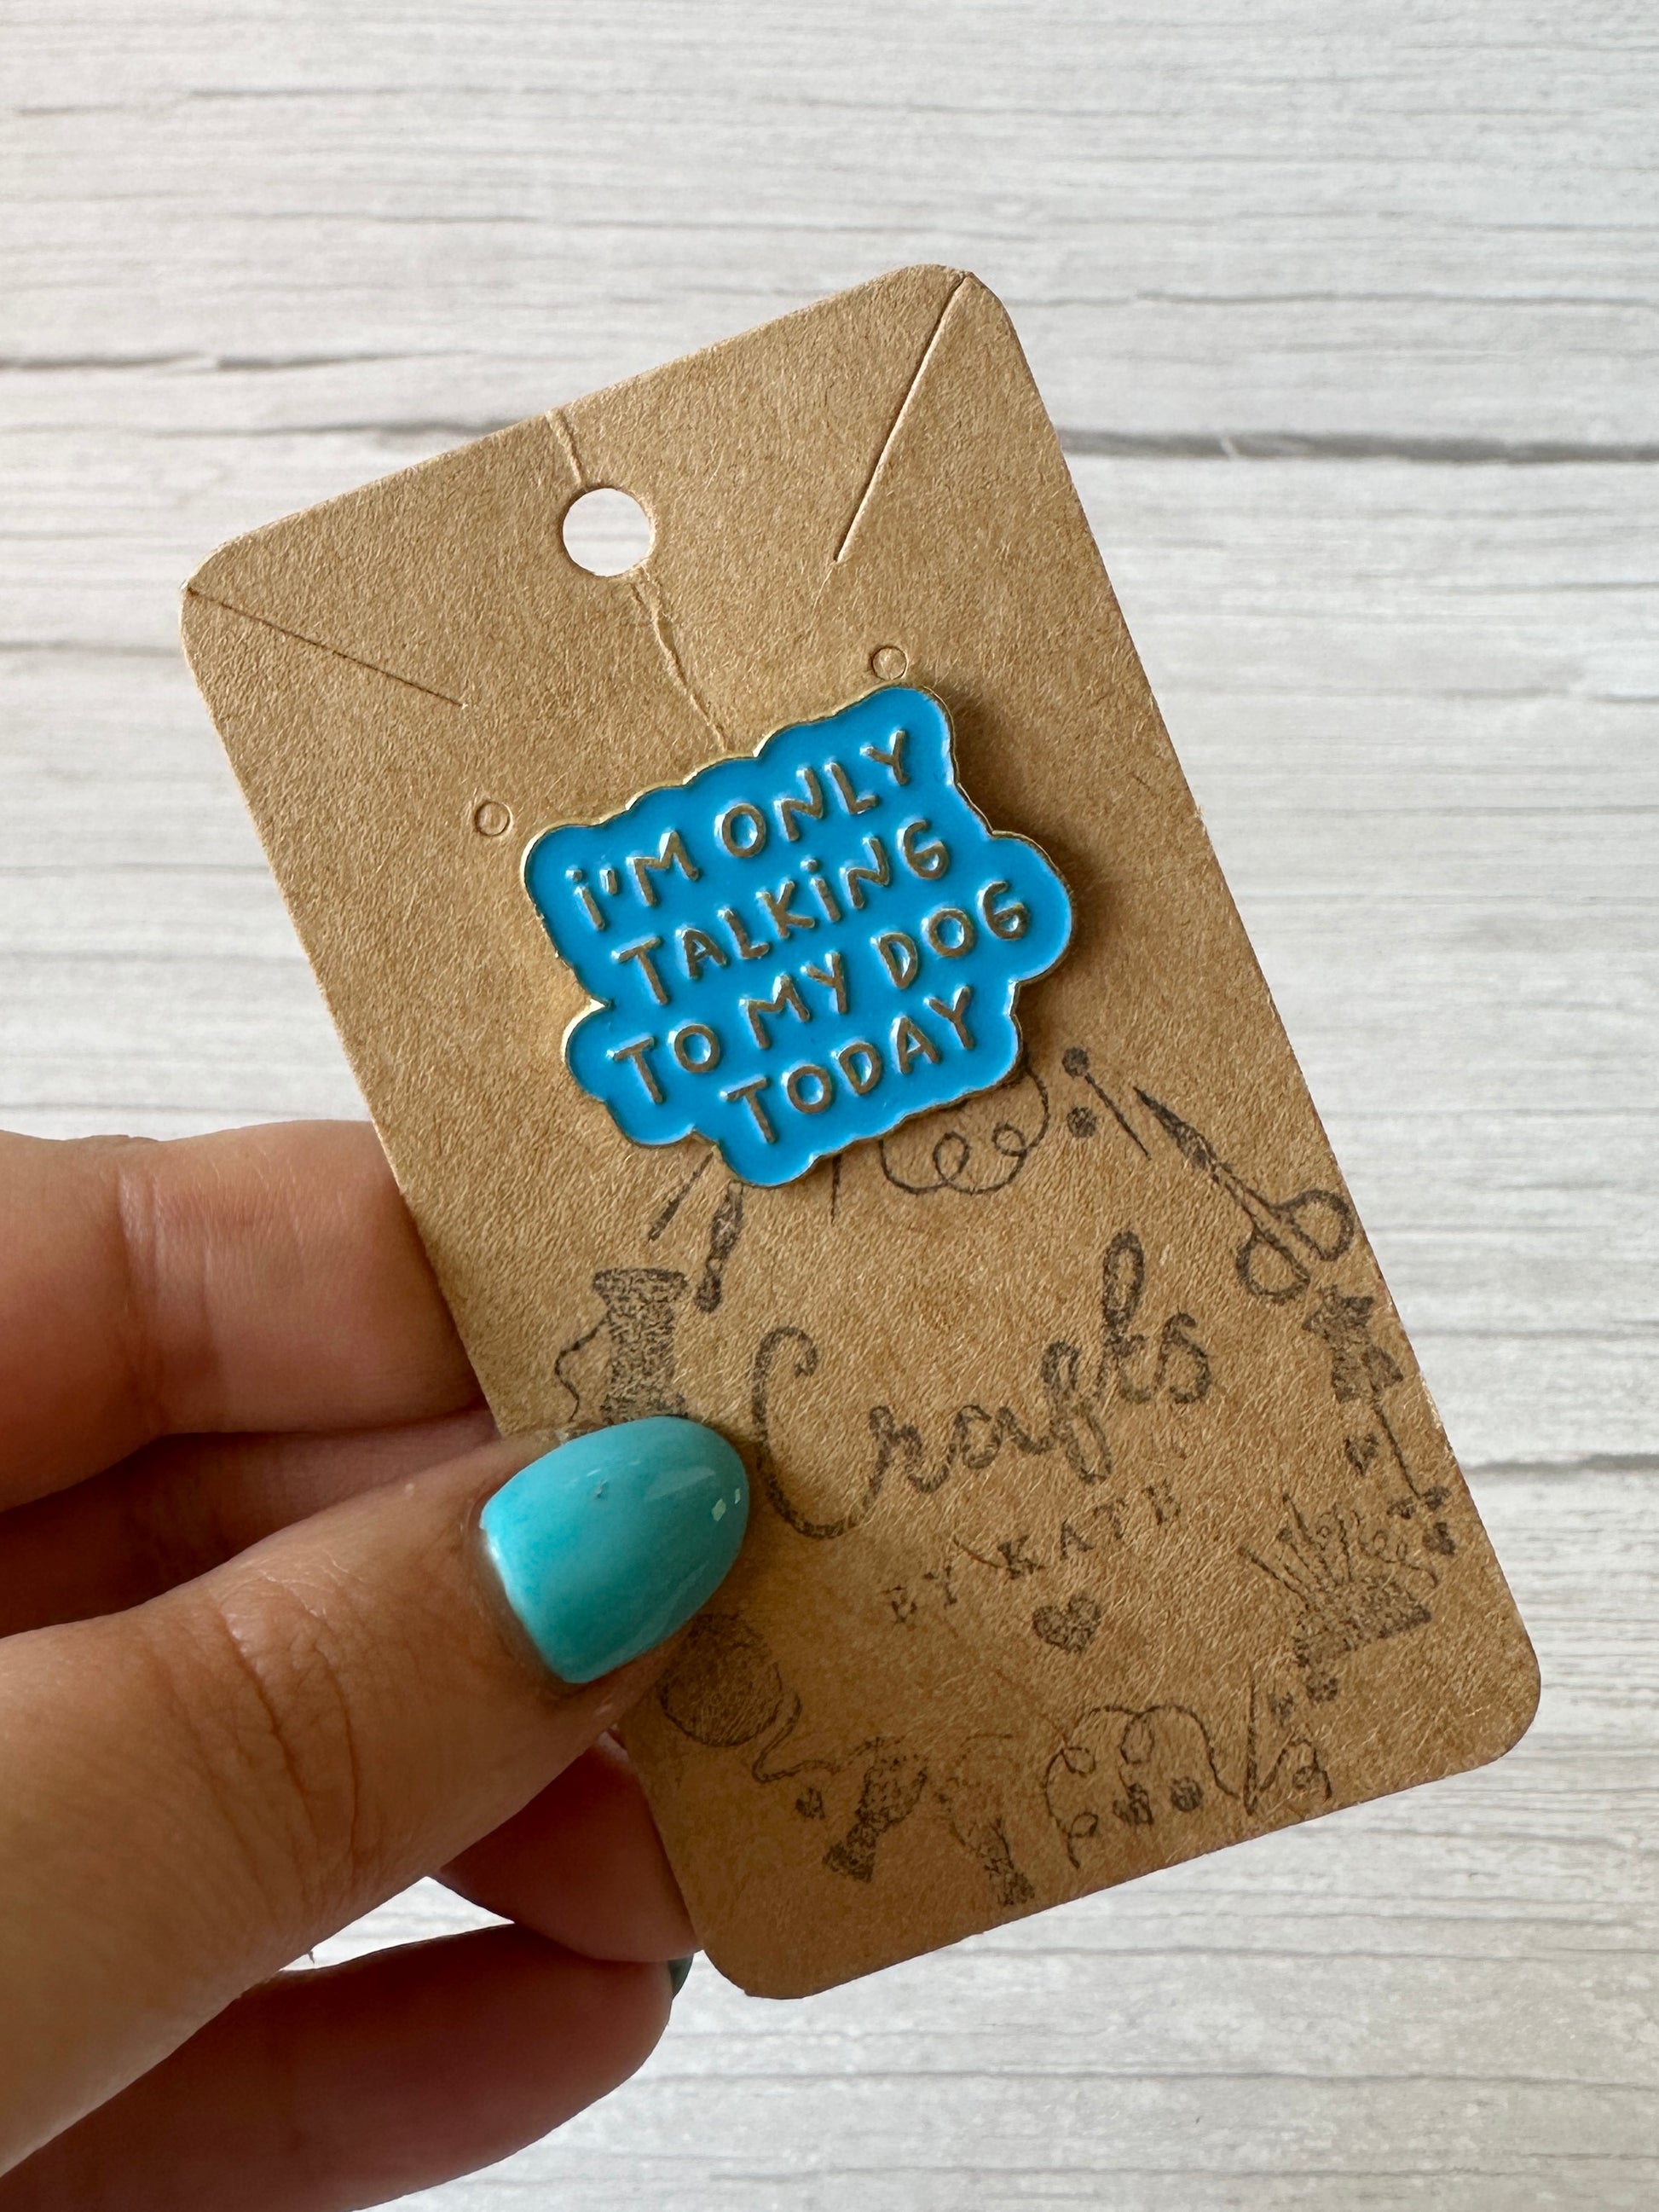 i'M ONLY
TALKiNG
TO MY DOG
TODAY
Crafts
BY KATE